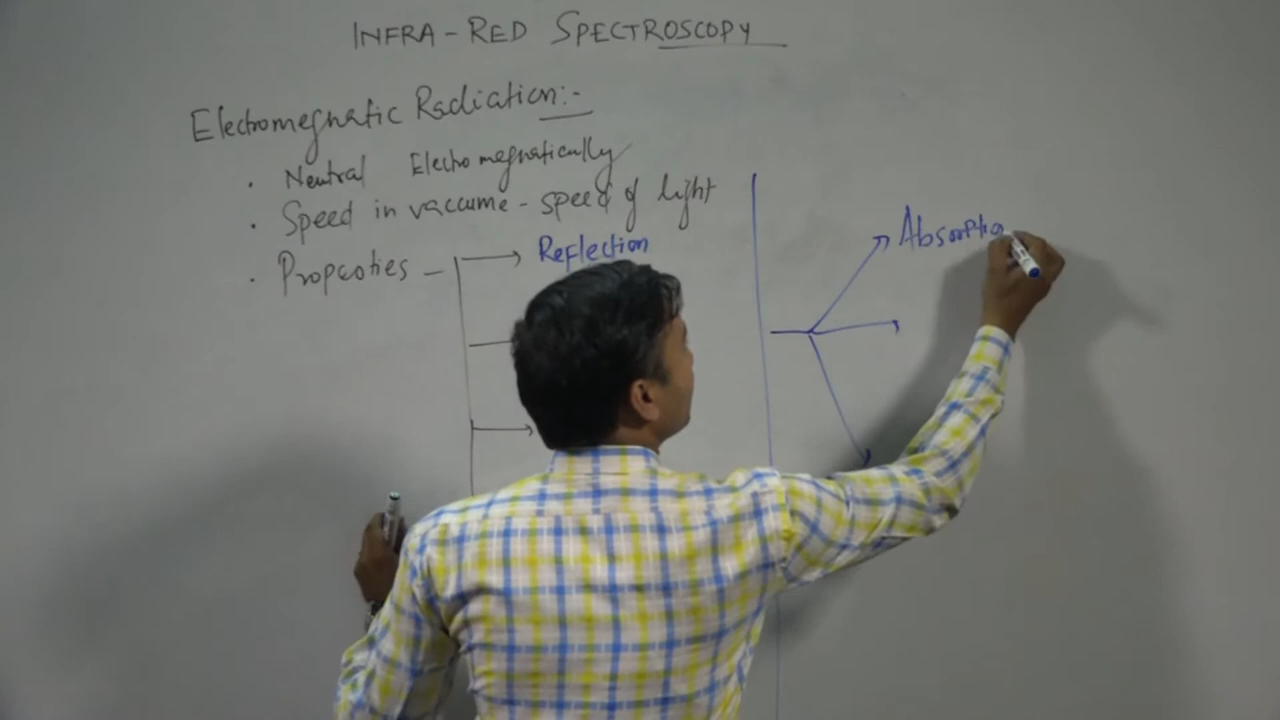 INFRA-RED SPECTROSCOPY
Electromegnatic Radiation:-
· Neutral Electromegnatically
· Speed in vaccume - speed of light
· Propeoties - Reflection
Absorptio